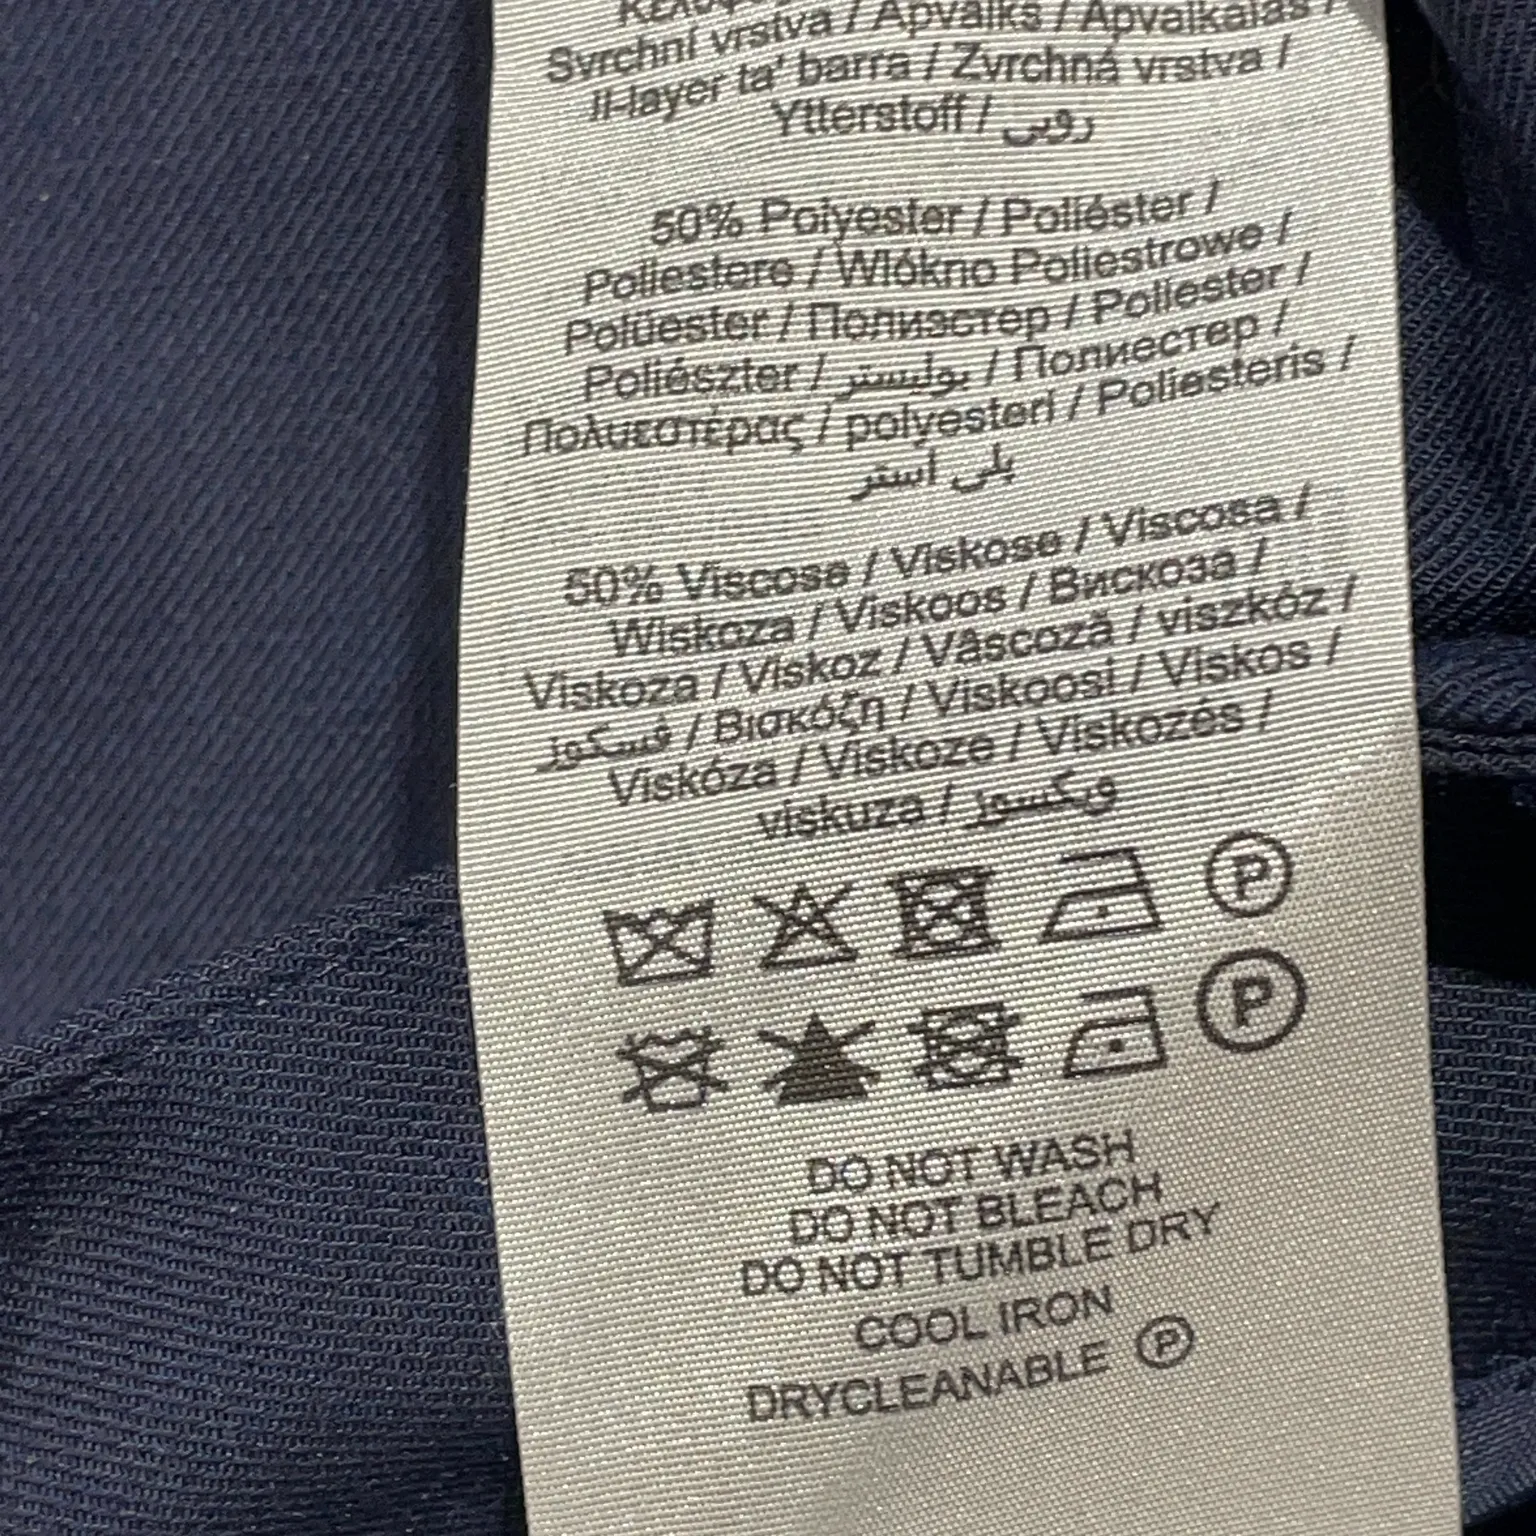 Svrchní vrstva / Apvalks / Apvalkalas /
Il-layer ta' barra / Zvrchná vrstva /
Ytterstoff / رویی
50% Polyester / Poliéster /
Poliestere / Włókno Poliestrowe /
Polüester / Полиэстер / Poliester /
Poliészter / بوليستر / Полиестер /
Πολυεστέρας / polyesteri / Poliesteris /
پلی استر
50% Viscose / Viskose / Viscosa /
Wiskoza / Viskoos / Вискоза /
Viskoza / Viskoz / Vâscoză / viszkóz /
فسكوز / Βισκόζη / Viskoosi / Viskos /
Viskóza / Viskoze / Viskozés /
viskuza / ویکسوز
P
P
DO NOT WASH
DO NOT BLEACH
DO NOT TUMBLE DRY
COOL IRON
DRYCLEANABLE P